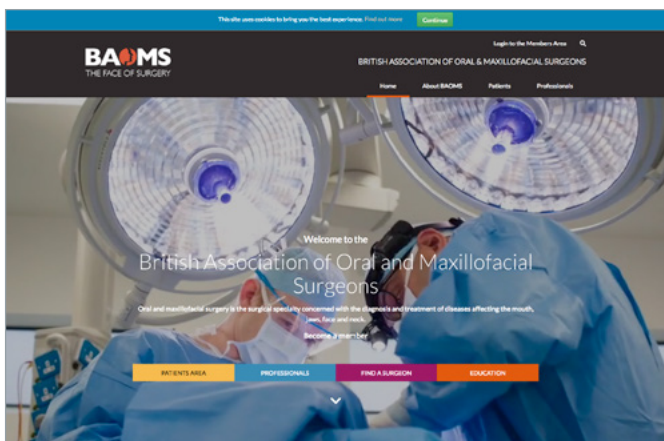 This site uses cookies to bring you the best experience. Find out more
Continue
Login to the Members Area
BAOMS
THE FACE OF SURGERY
BRITISH ASSOCIATION OF ORAL & MAXILLOFACIAL SURGEONS
Home
About BAOMS
Patients
Professionals
Welcome to the
British Association of Oral and Maxillofacial
Surgeons
Oral and maxillofacial surgery is the surgical specialty concerned with the diagnosis and treatment of diseases affecting the mouth,
jaws, face and neck.
Become a member
PATIENTS AREA
PROFESSIONALS
FIND A SURGEON
EDUCATION